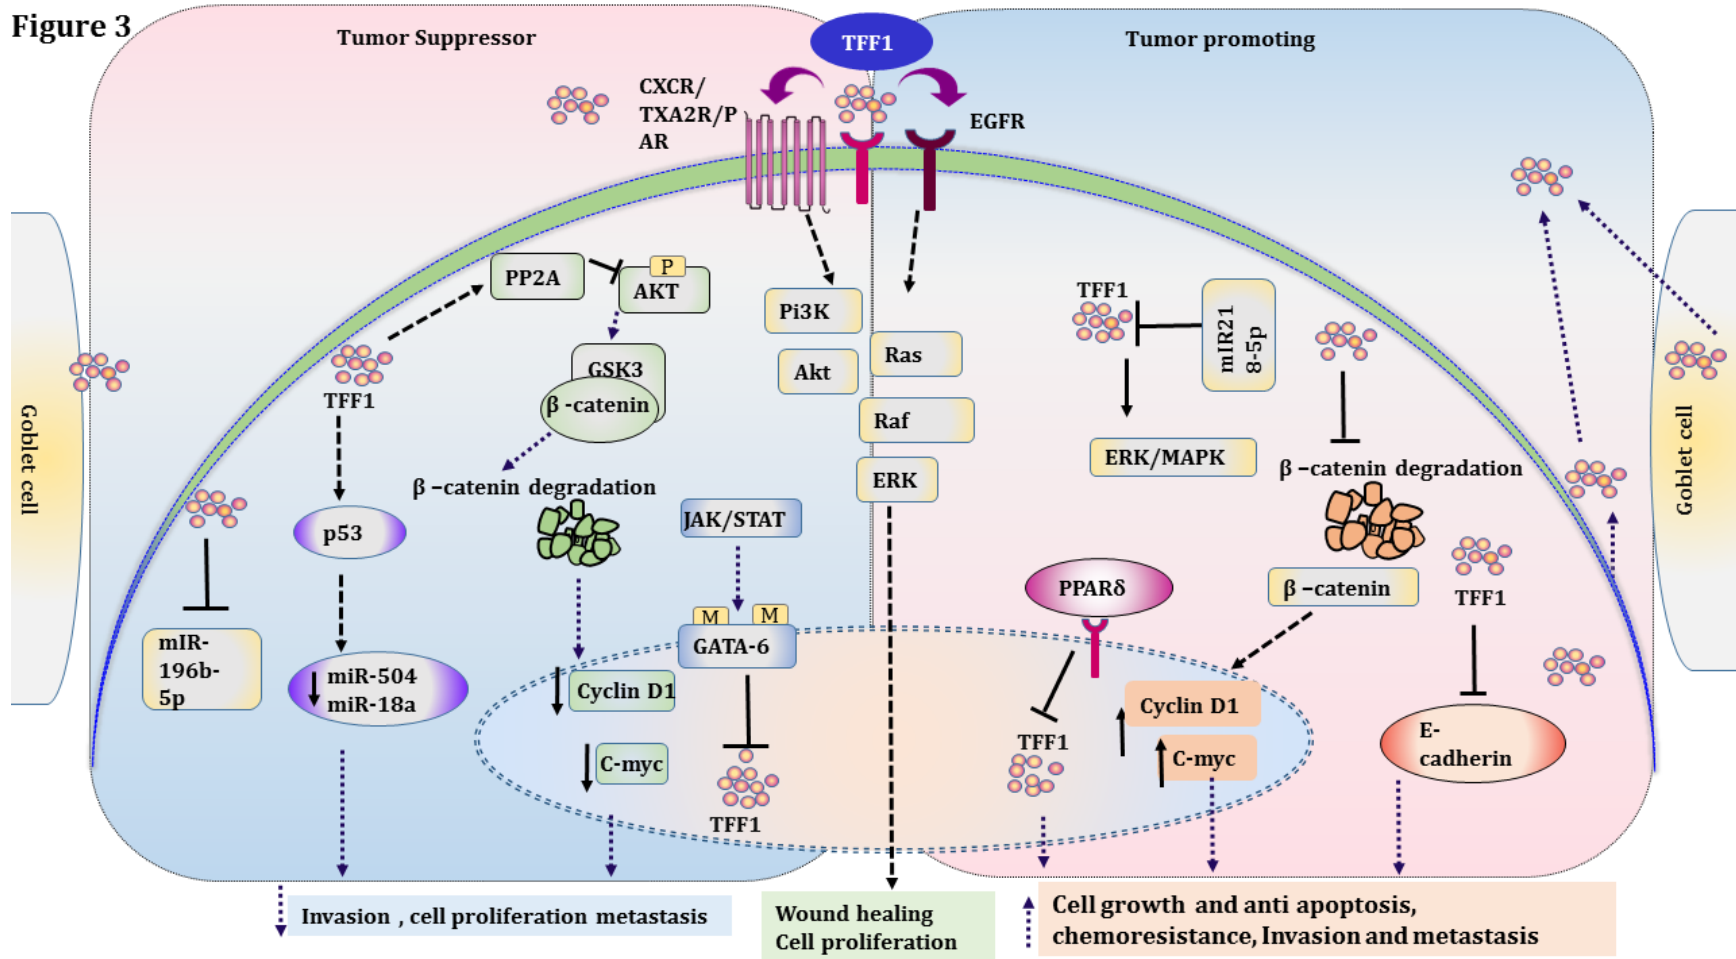 Figure 3
Tumor Suppressor
TFF1
Tumor promoting
CXCR/
TXA2R/P
AR
EGFR
PP2A
P
AKT
Pi3K
Akt
Ras
Raf
ERK
TFF1
mIR21
8-5p
ERK/MAPK
GSK3
β -catenin
β –catenin degradation
TFF1
p53
miR-504
miR-18a
mIR-
196b-
5p
Goblet cell
JAK/STAT
M
M
GATA-6
Cyclin D1
C-myc
TFF1
PPARδ
TFF1
β –catenin degradation
β –catenin
Cyclin D1
C-myc
TFF1
E-
cadherin
Goblet cell
Invasion , cell proliferation metastasis
Wound healing
Cell proliferation
Cell growth and anti apoptosis,
chemoresistance, Invasion and metastasis